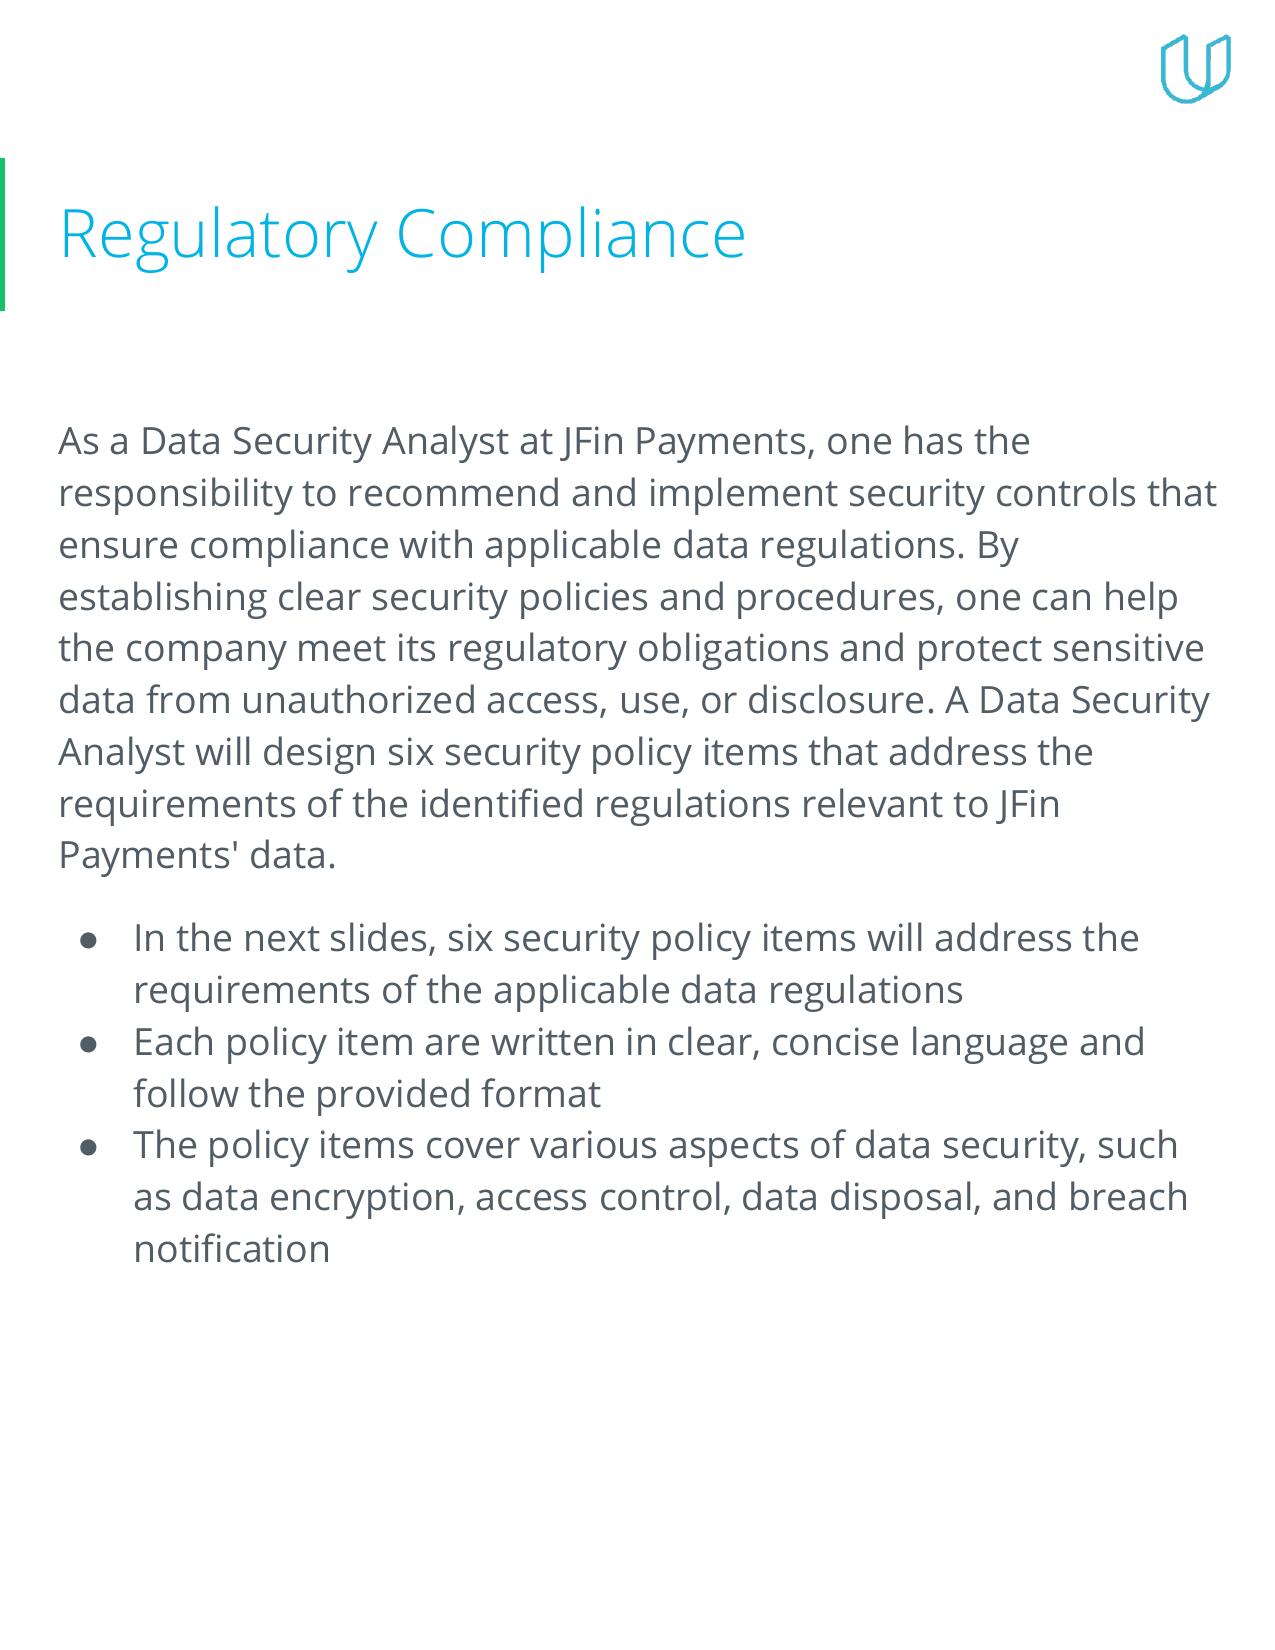 Regulatory Compliance
As a Data Security Analyst at JFin Payments, one has the
responsibility to recommend and implement security controls that
ensure compliance with applicable data regulations. By
establishing clear security policies and procedures, one can help
the company meet its regulatory obligations and protect sensitive
data from unauthorized access, use, or disclosure. A Data Security
Analyst will design six security policy items that address the
requirements of the identified regulations relevant to JFin
Payments' data.
● In the next slides, six security policy items will address the
requirements of the applicable data regulations
● Each policy item are written in clear, concise language and
follow the provided format
● The policy items cover various aspects of data security, such
as data encryption, access control, data disposal, and breach
notification